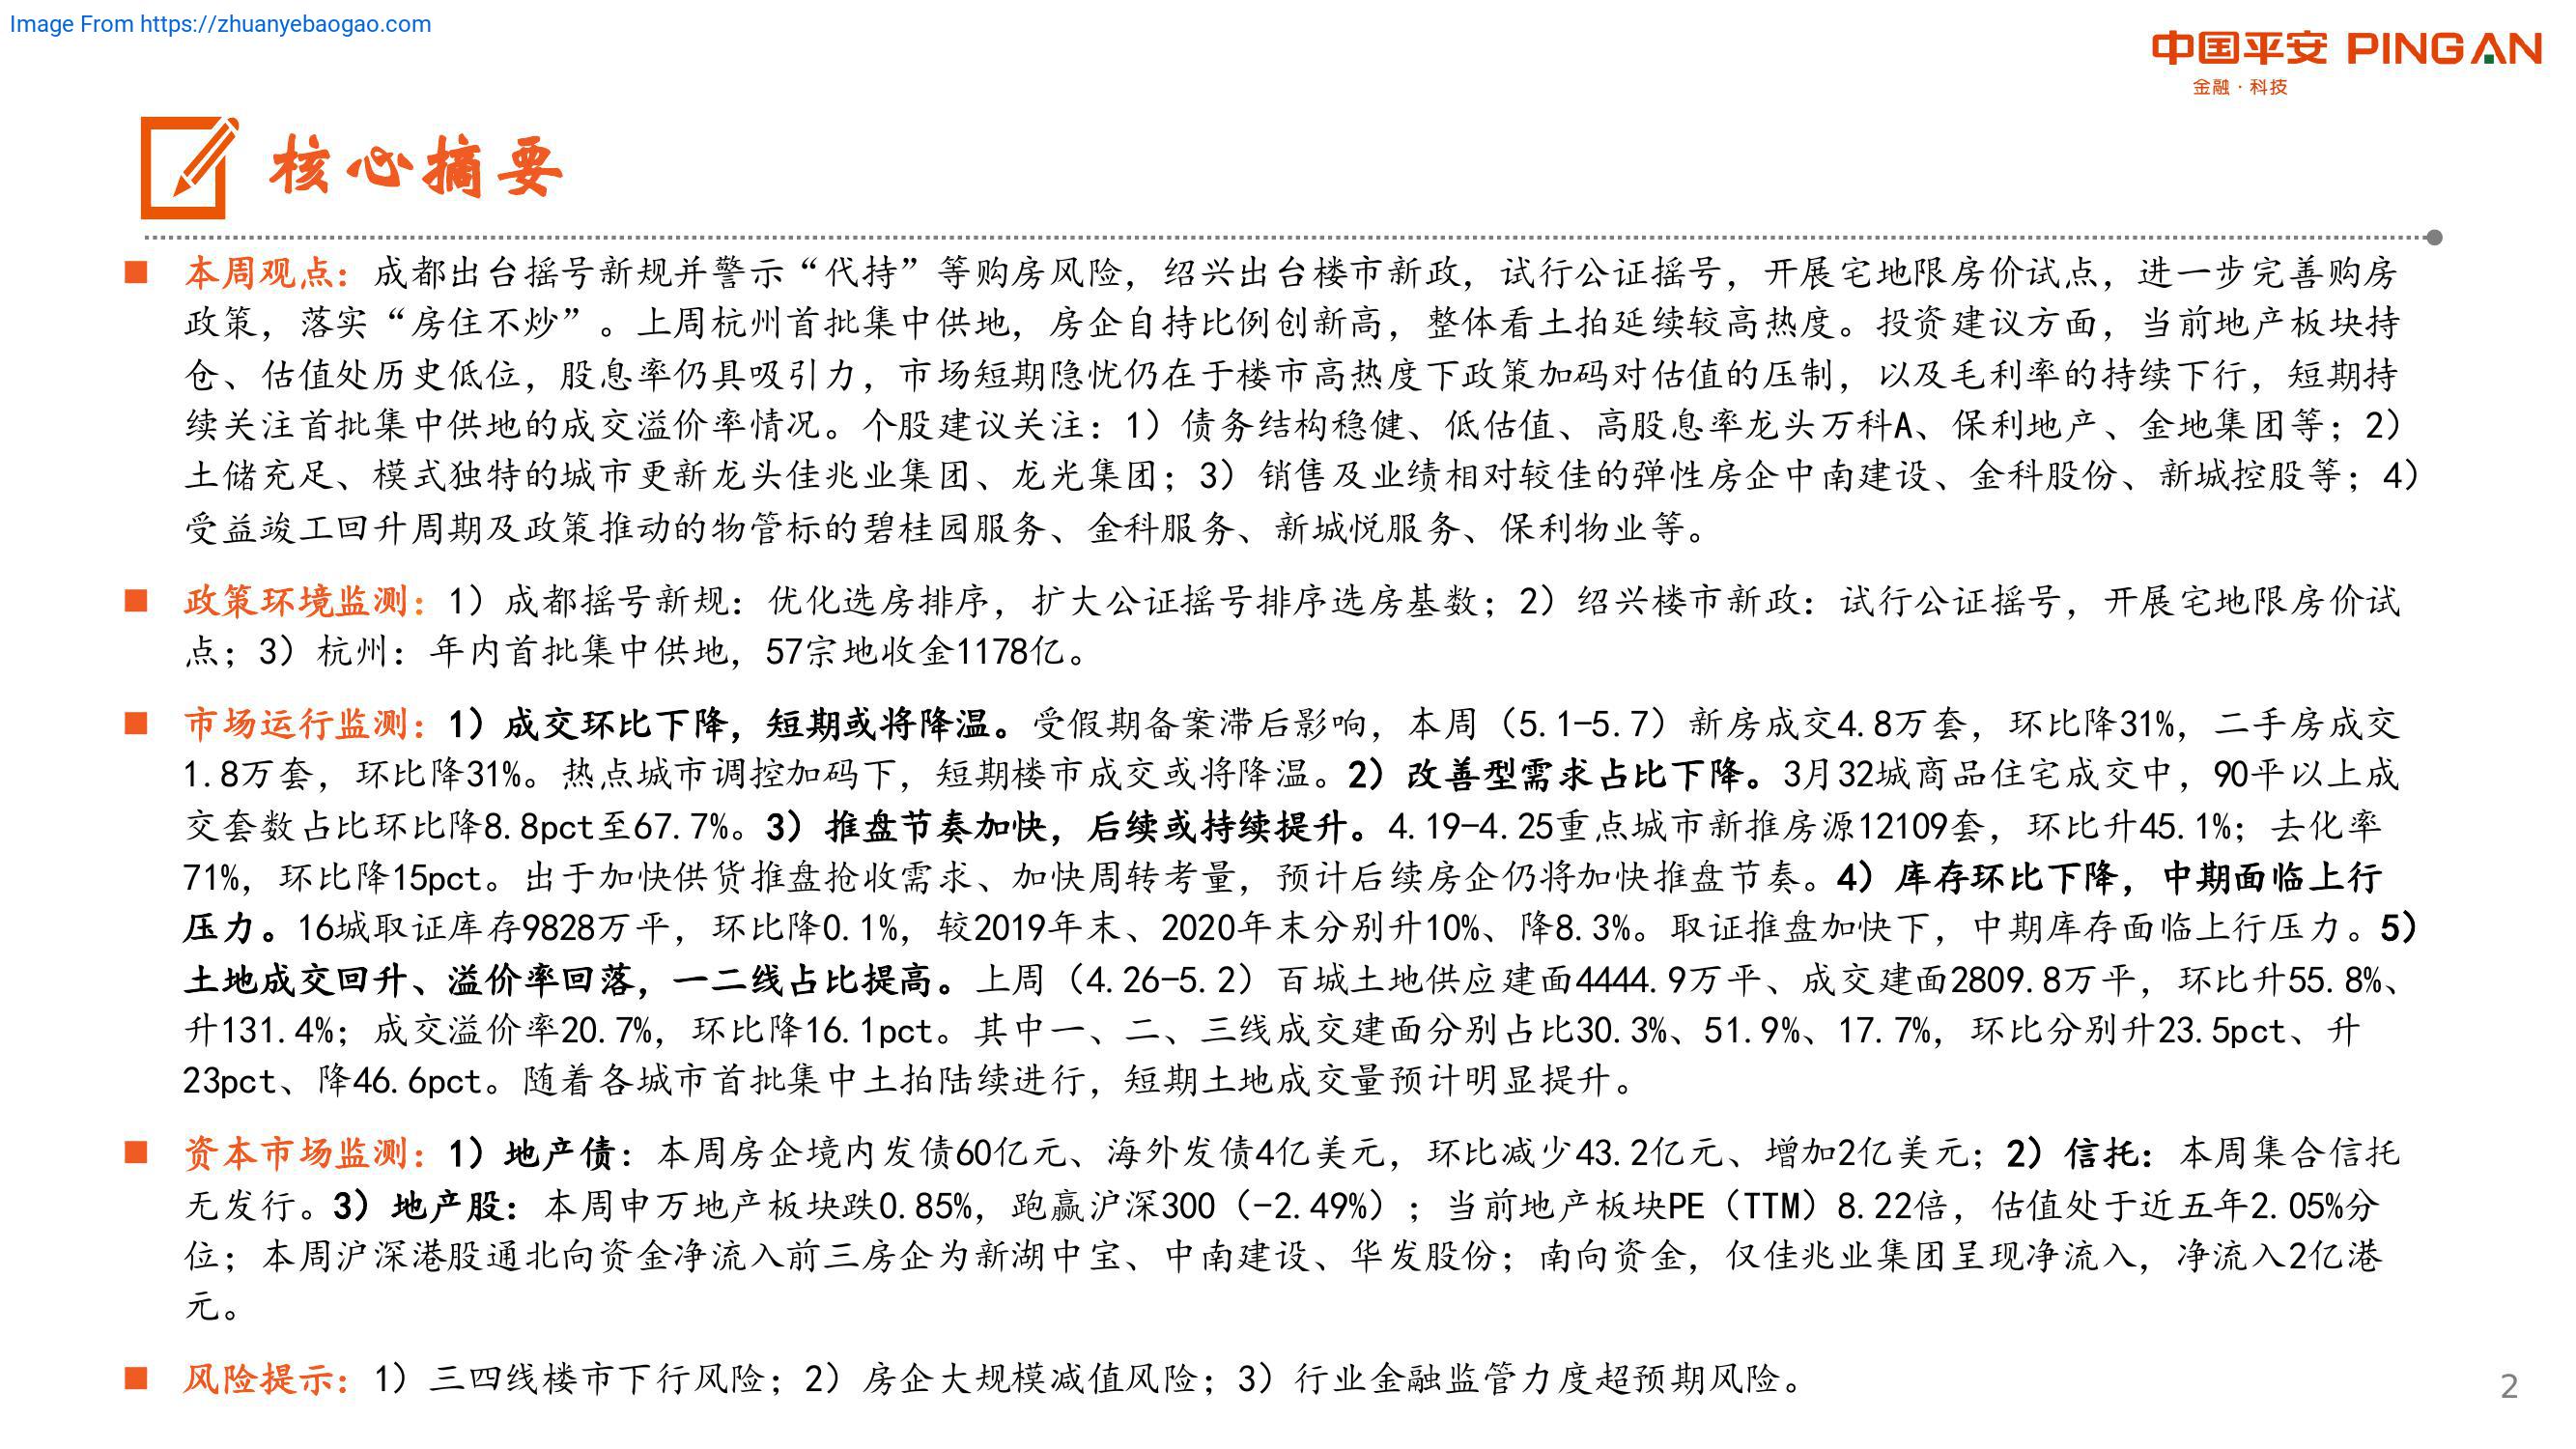 Image From https://zhuanyebaogao.com
中国平安 PINGAN
金融·科技
核心摘要
■ 本周观点：成都出台摇号新规并警示“代持”等购房风险，绍兴出台楼市新政，试行公证摇号，开展宅地限房价试点，进一步完善购房
政策，落实“房住不炒”。上周杭州首批集中供地，房企自持比例创新高，整体看土拍延续较高热度。投资建议方面，当前地产板块持
仓、估值处历史低位，股息率仍具吸引力，市场短期隐忧仍在于楼市高热度下政策加码对估值的压制，以及毛利率的持续下行，短期持
续关注首批集中供地的成交溢价率情况。个股建议关注：1）债务结构稳健、低估值、高股息率龙头万科A、保利地产、金地集团等；2）
土储充足、模式独特的城市更新龙头佳兆业集团、龙光集团；3）销售及业绩相对较佳的弹性房企中南建设、金科股份、新城控股等；4）
受益竣工回升周期及政策推动的物管标的碧桂园服务、金科服务、新城悦服务、保利物业等。
■ 政策环境监测：1）成都摇号新规：优化选房排序，扩大公证摇号排序选房基数；2）绍兴楼市新政：试行公证摇号，开展宅地限房价试
点；3）杭州：年内首批集中供地，57宗地收金1178亿。
■ 市场运行监测：1）成交环比下降，短期或将降温。受假期备案滞后影响，本周（5.1-5.7）新房成交4.8万套，环比降31%，二手房成交
1.8万套，环比降31%。热点城市调控加码下，短期楼市成交或将降温。2）改善型需求占比下降。3月32城商品住宅成交中，90平以上成
交套数占比环比降8.8pct至67.7%。3）推盘节奏加快，后续或持续提升。4.19-4.25重点城市新推房源12109套，环比升45.1%；去化率
71%，环比降15pct。出于加快供货推盘抢收需求、加快周转考量，预计后续房企仍将加快推盘节奏。4）库存环比下降，中期面临上行
压力。16城取证库存9828万平，环比降0.1%，较2019年末、2020年末分别升10%、降8.3%。取证推盘加快下，中期库存面临上行压力。5）
土地成交回升、溢价率回落，一二线占比提高。上周（4.26-5.2）百城土地供应建面4444.9万平、成交建面2809.8万平，环比升55.8%、
升131.4%；成交溢价率20.7%，环比降16.1pct。其中一、二、三线成交建面分别占比30.3%、51.9%、17.7%，环比分别升23.5pct、升
23pct、降46.6pct。随着各城市首批集中土拍陆续进行，短期土地成交量预计明显提升。
■ 资本市场监测：1）地产债：本周房企境内发债60亿元、海外发债4亿美元，环比减少43.2亿元、增加2亿美元；2）信托：本周集合信托
无发行。3）地产股：本周申万地产板块跌0.85%，跑赢沪深300（-2.49%）；当前地产板块PE（TTM）8.22倍，估值处于近五年2.05%分
位；本周沪深港股通北向资金净流入前三房企为新湖中宝、中南建设、华发股份；南向资金，仅佳兆业集团呈现净流入，净流入2亿港
元。
■ 风险提示：1）三四线楼市下行风险；2）房企大规模减值风险；3）行业金融监管力度超预期风险。
2